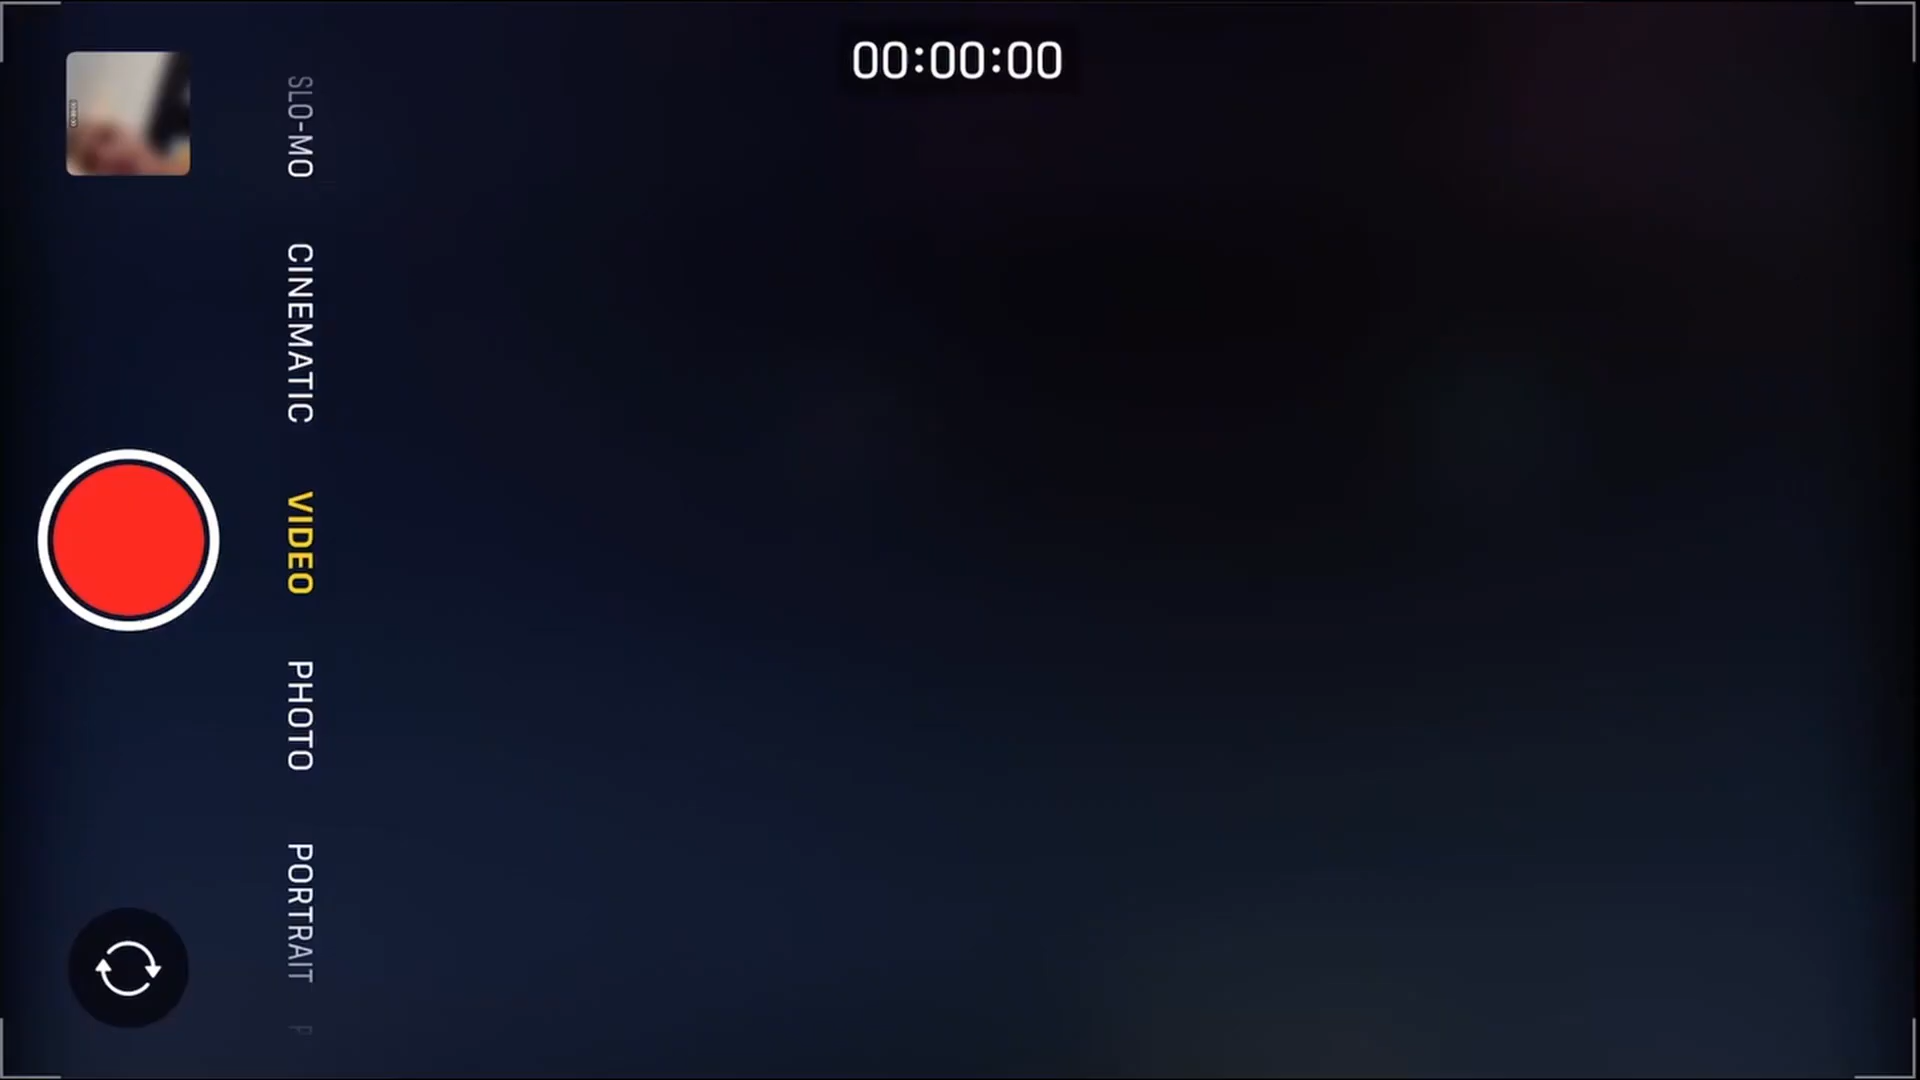 00:00:00
SLO-MO
CINEMATIC
VIDEO
PHOTO
PORTRAIT